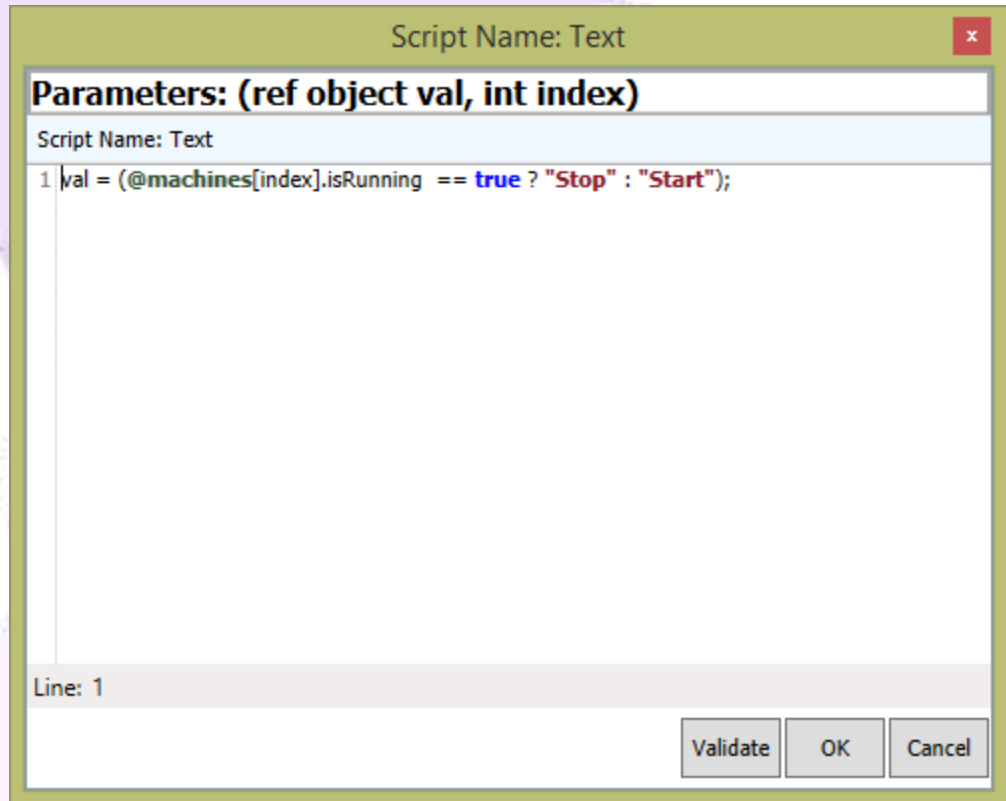 Script Name: Text
x
Parameters: (ref object val, int index)
Script Name: Text
1 val = (@machines[index].isRunning  == true ? "Stop" : "Start");
Line: 1
Validate OK Cancel